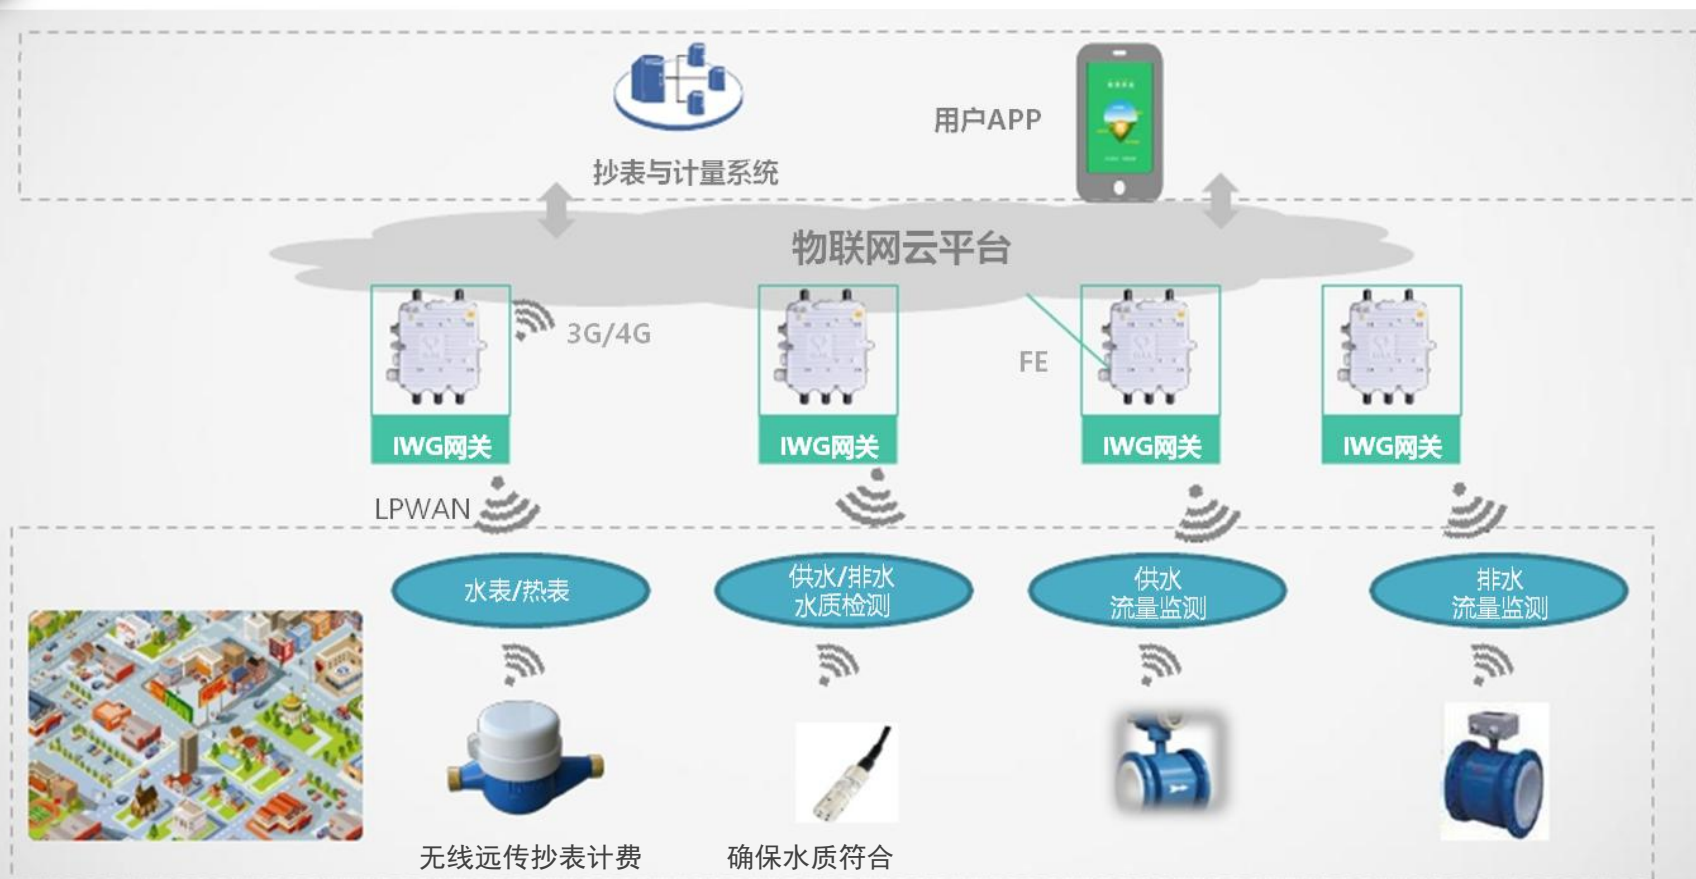 用户APP
抄表与计量系统
物联网云平台
3G/4G
FE
IWG网关
IWG网关
IWG网关
IWG网关
LPWAN
水表/热表
供水/排水
水质检测
供水
流量监测
排水
流量监测
无线远传抄表计费
确保水质符合